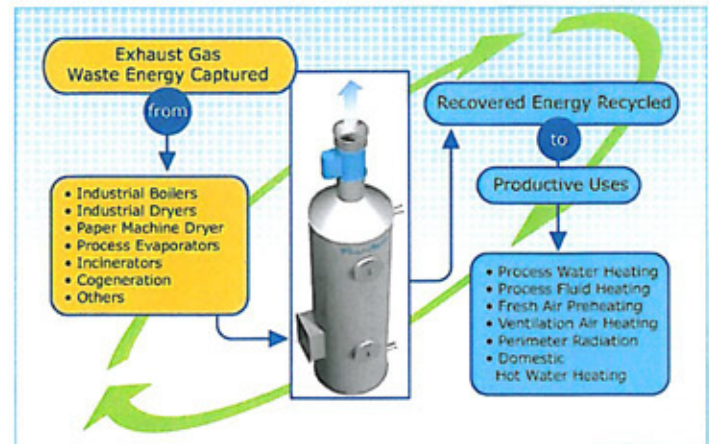 Exhaust Gas
Waste Energy Captured
from
• Industrial Boilers
• Industrial Dryers
• Paper Machine Dryer
• Process Evaporators
• Incinerators
• Cogeneration
• Others
Recovered Energy Recycled
to
Productive Uses
• Process Water Heating
• Process Fluid Heating
• Fresh Air Preheating
• Ventilation Air Heating
• Perimeter Radiation
• Domestic
Hot Water Heating